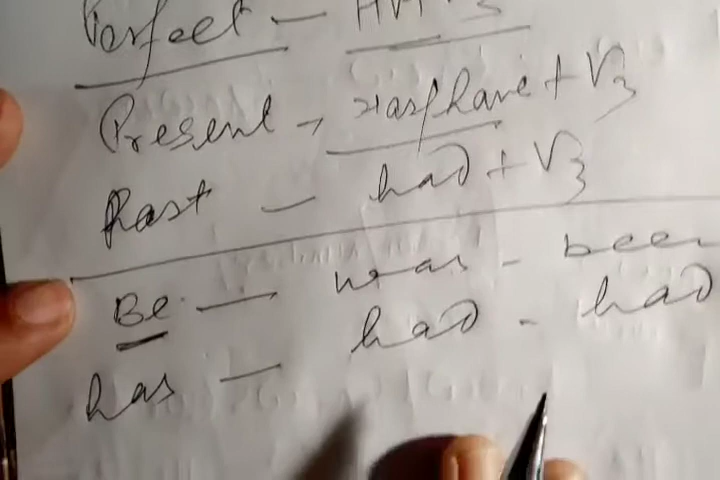 Perfect -
Present → Has/have + V3
Past - had + V3
Be - was - been
has - had - had